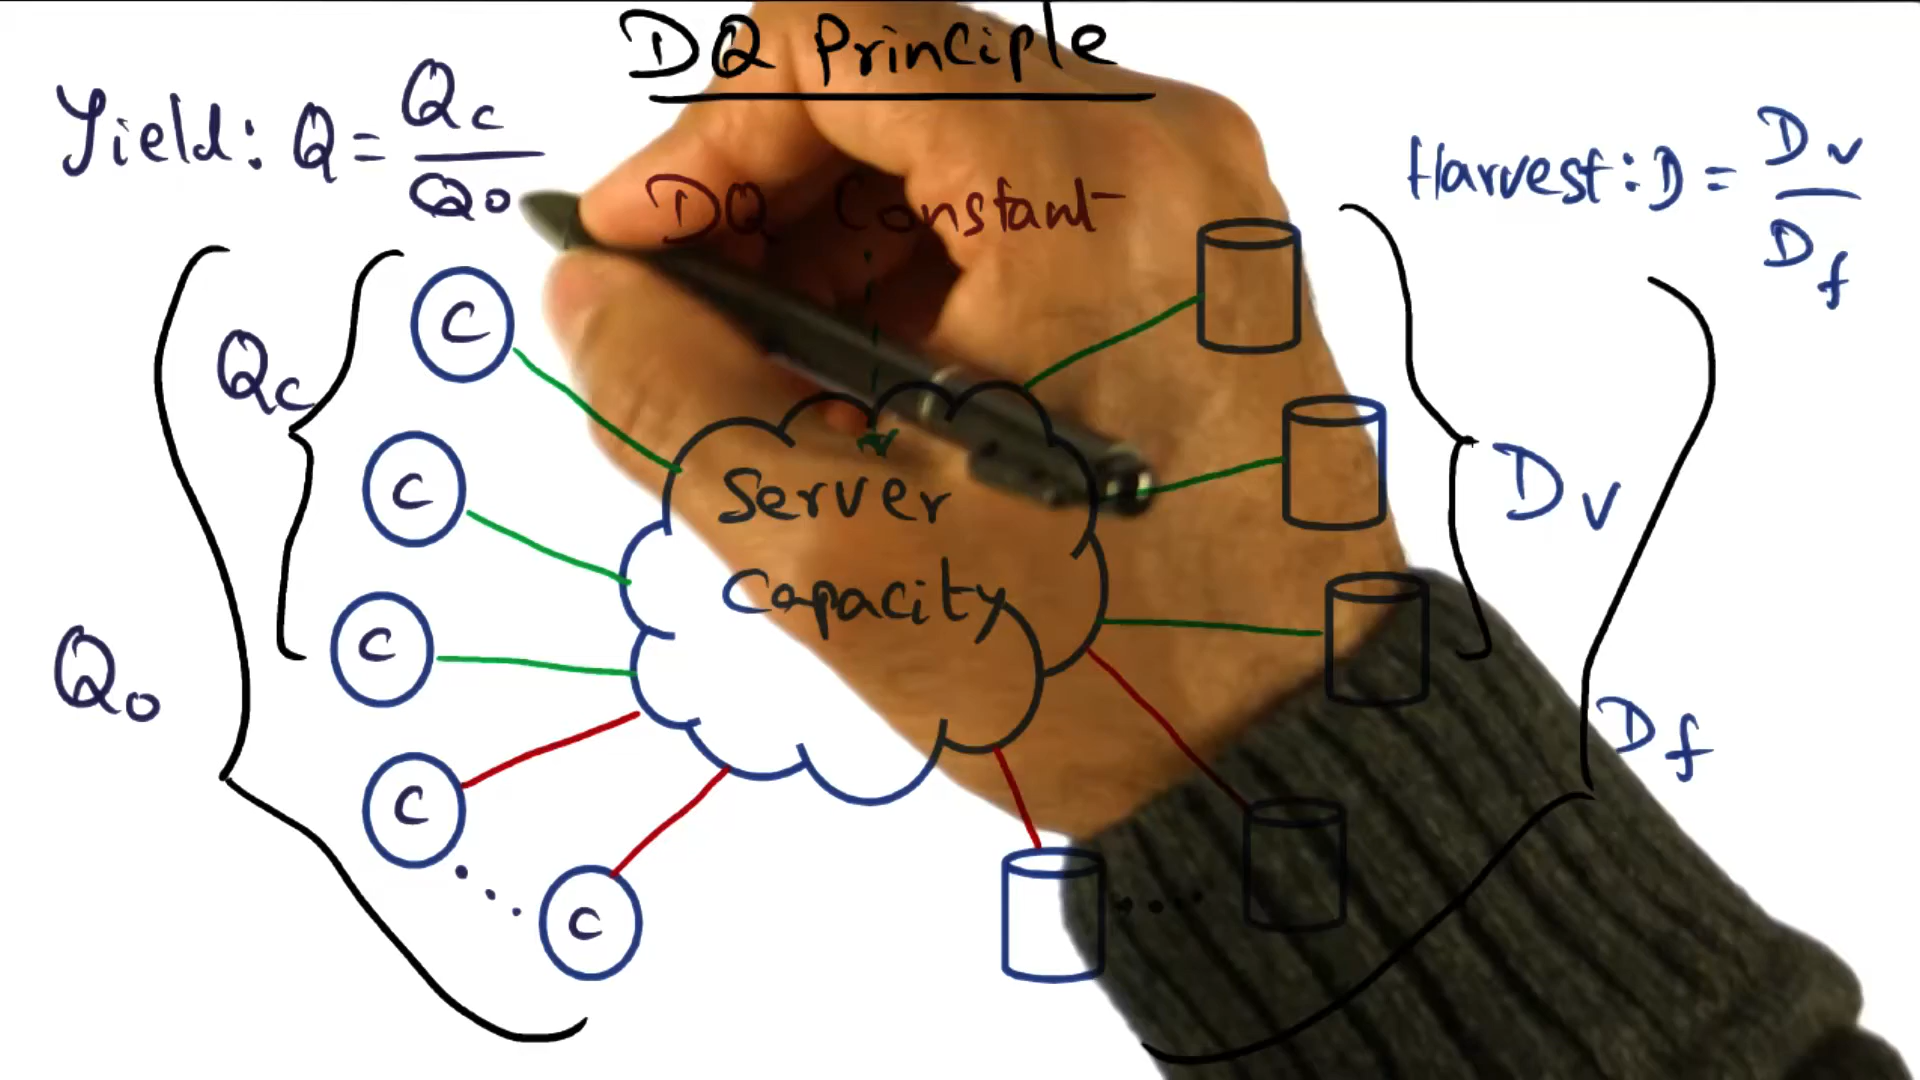 DQ Principle
Yield: Q = Qc / Qo
Harvest: D = Dv / Df
DQ Constant
C
Qc
C
Server
Capacity
Dv
C
Qo
Df
C
C